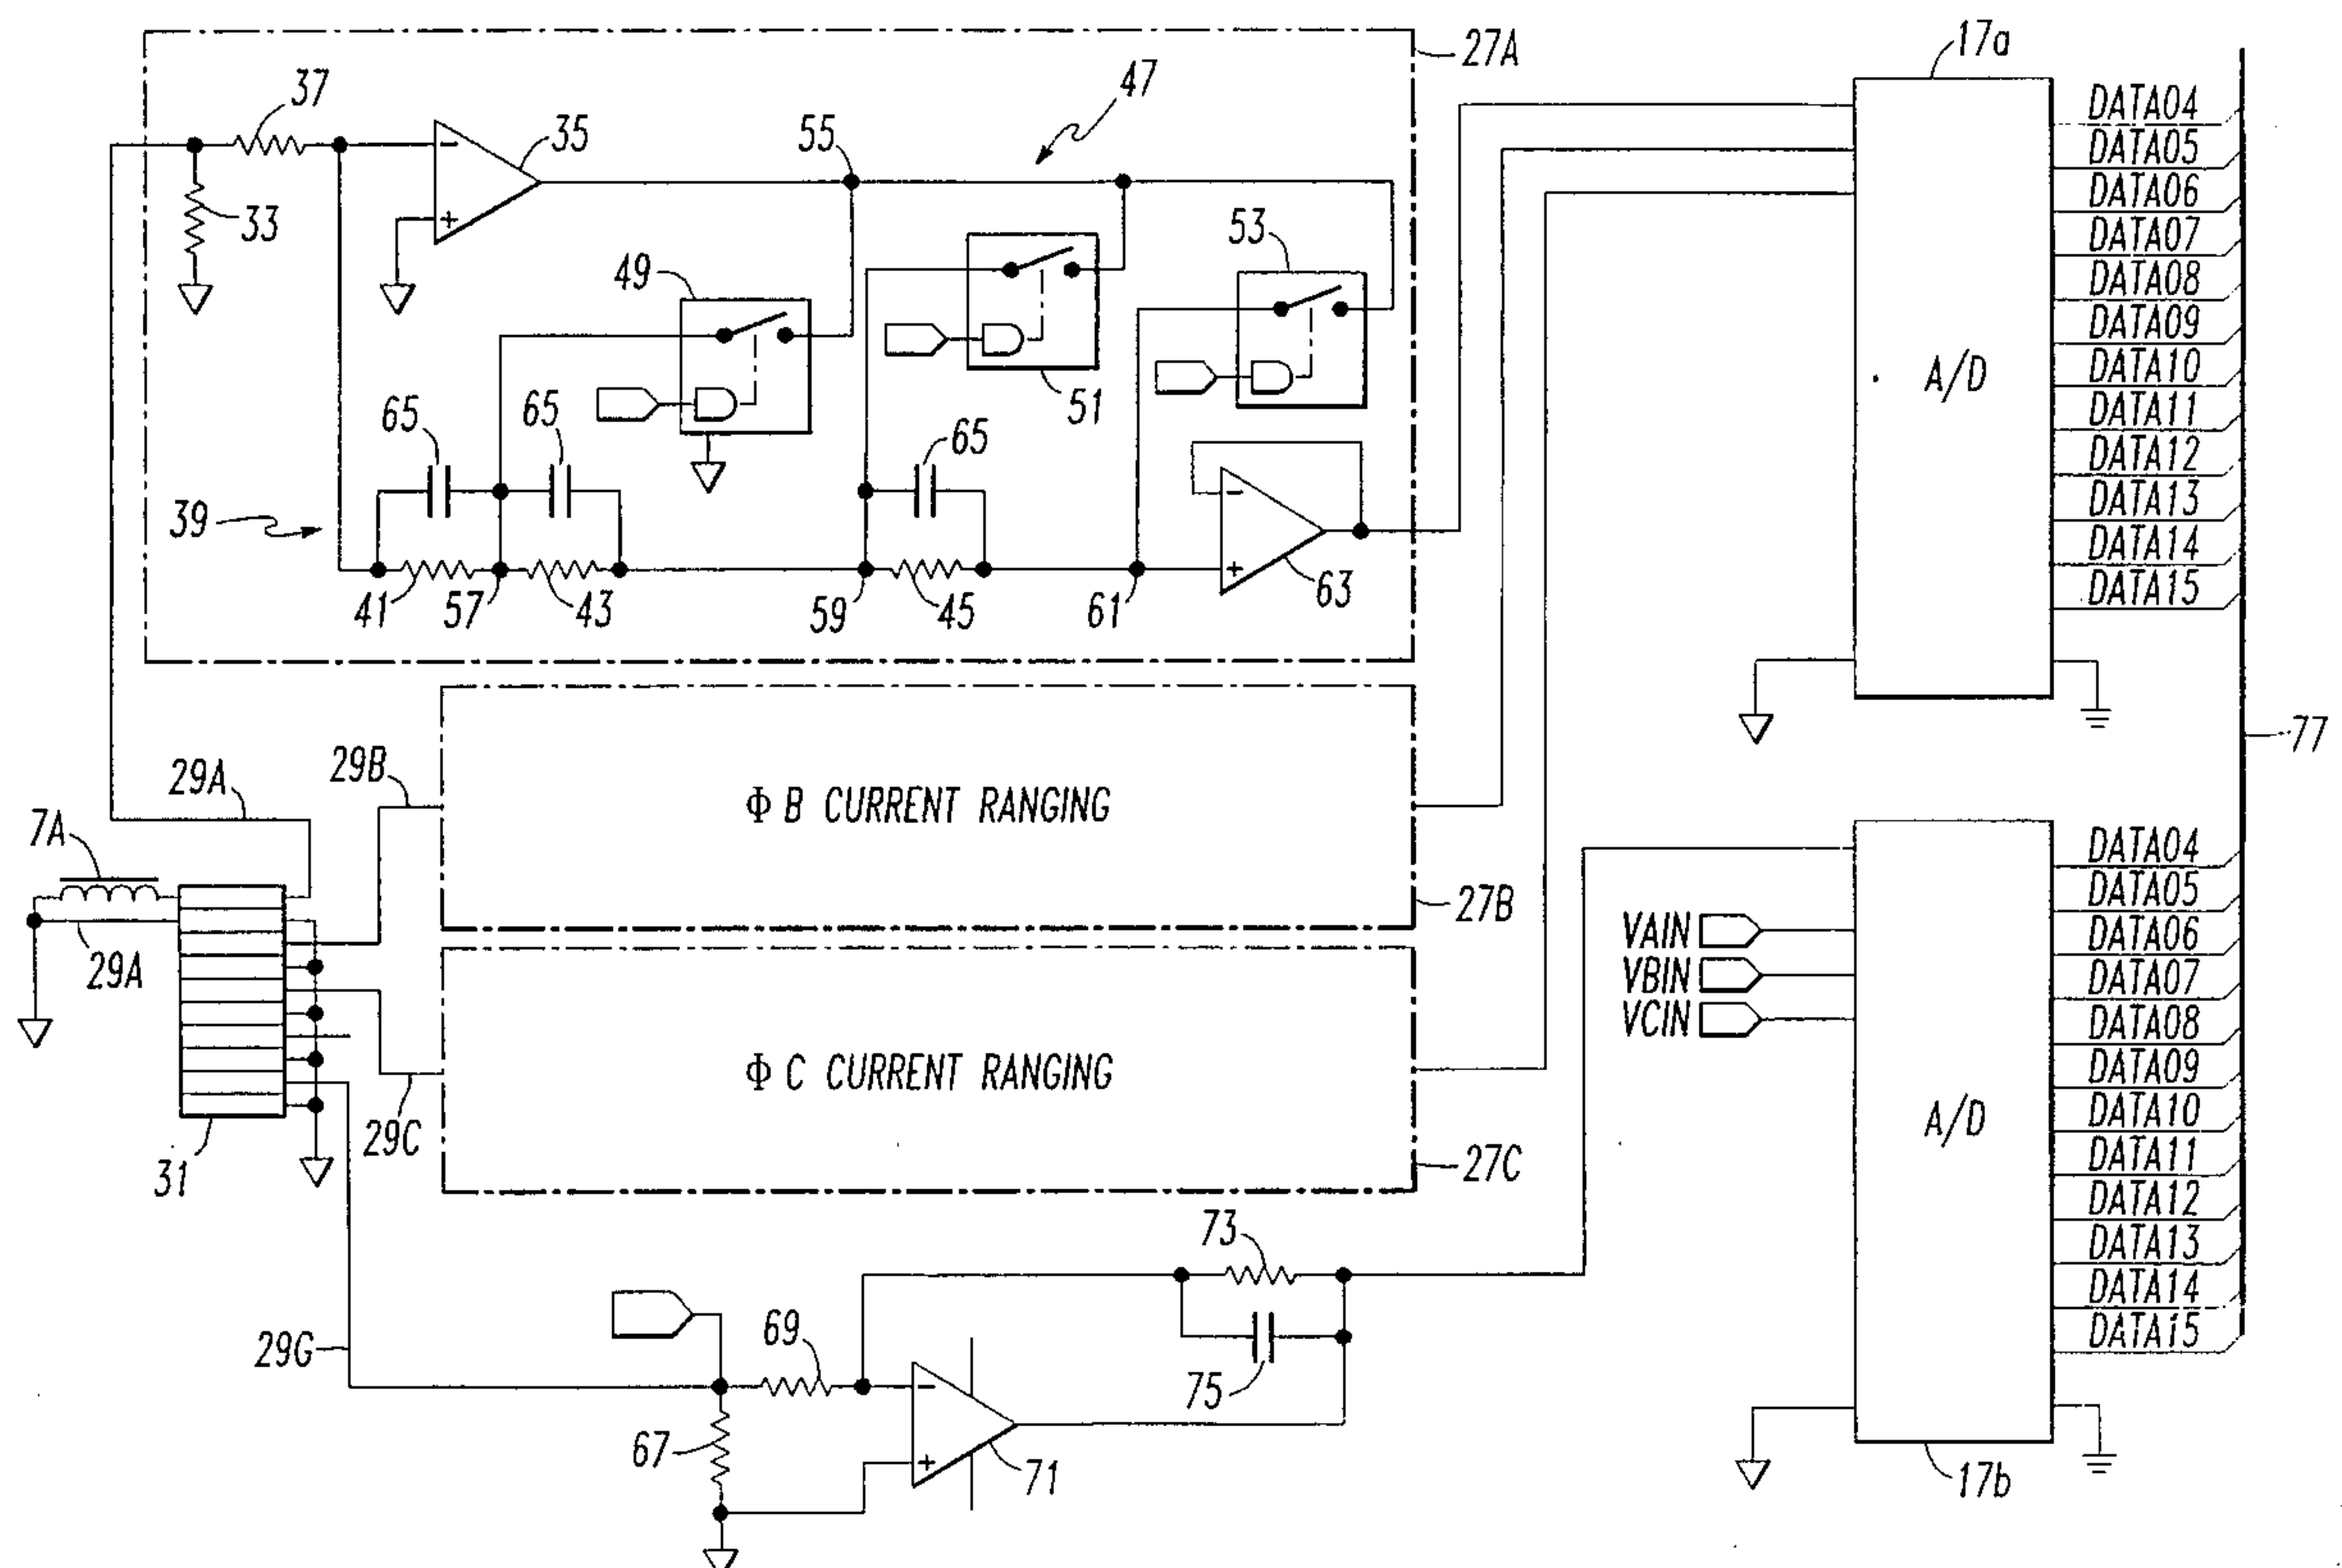 27A
17a
37
47
35
55
DATA04
DATA05
DATA06
DATA07
DATA08
DATA09
DATA10
DATA11
DATA12
DATA13
DATA14
DATA15
33
49
53
51
A/D
65
65
65
39
41
57
43
59
45
61
63
-
+
-
+
77
29B
29A
7A
Φ B CURRENT RANGING
27B
29A
VAIN
VBIN
VCIN
DATA04
DATA05
DATA06
DATA07
DATA08
DATA09
DATA10
DATA11
DATA12
DATA13
DATA14
DATA15
A/D
Φ C CURRENT RANGING
29C
27C
31
73
69
29G
75
-
+
67
71
17b